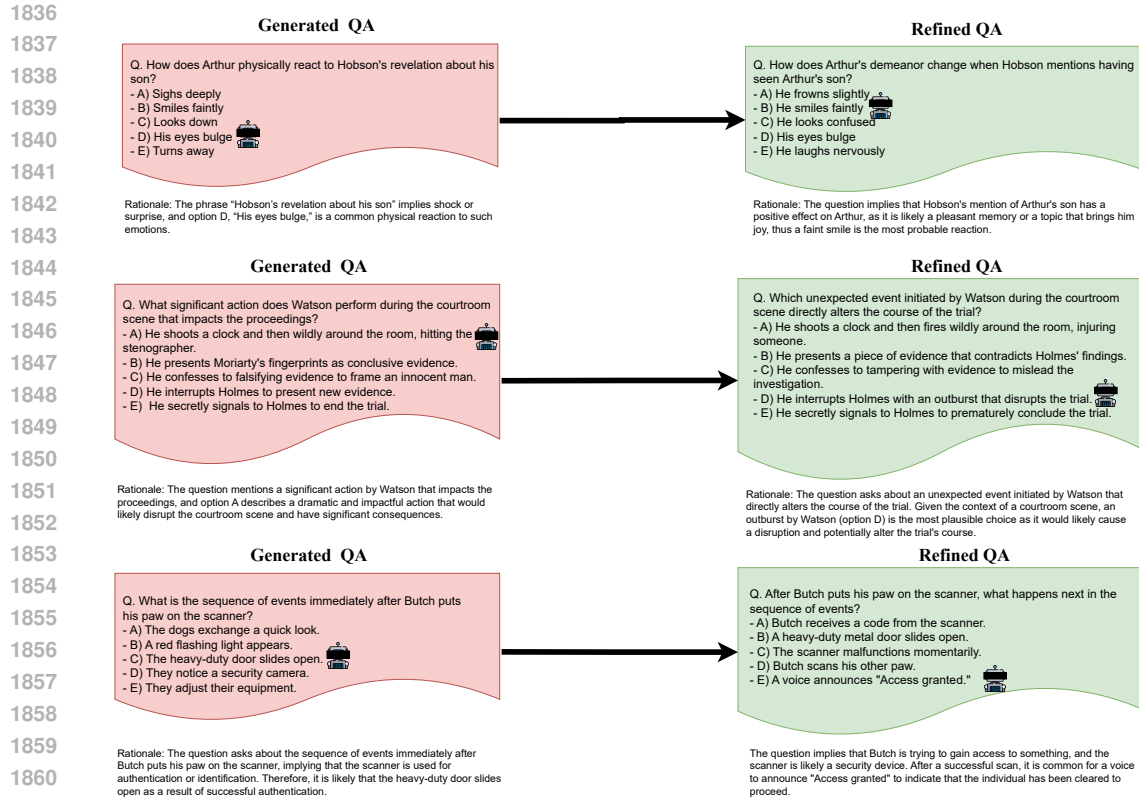 1836
1837
1838
1839
1840
1841
1842
1843
1844
1845
1846
1847
1848
1849
1850
1851
1852
1853
1854
1855
1856
1857
1858
1859
1860
Generated QA
Q. How does Arthur physically react to Hobson's revelation about his
son?
- A) Sighs deeply
- B) Smiles faintly
- C) Looks down
- D) His eyes bulge
- E) Turns away
Rationale: The phrase “Hobson’s revelation about his son” implies shock or
surprise, and option D, “His eyes bulge,” is a common physical reaction to such
emotions.
Refined QA
Q. How does Arthur's demeanor change when Hobson mentions having
seen Arthur's son?
- A) He frowns slightly
- B) He smiles faintly
- C) He looks confused
- D) His eyes bulge
- E) He laughs nervously
Rationale: The question implies that Hobson's mention of Arthur's son has a
positive effect on Arthur, as it is likely a pleasant memory or a topic that brings him
joy, thus a faint smile is the most probable reaction.
Generated QA
Q. What significant action does Watson perform during the courtroom
scene that impacts the proceedings?
- A) He shoots a clock and then wildly around the room, hitting the
stenographer.
- B) He presents Moriarty's fingerprints as conclusive evidence.
- C) He confesses to falsifying evidence to frame an innocent man.
- D) He interrupts Holmes to present new evidence.
- E) He secretly signals to Holmes to end the trial.
Rationale: The question mentions a significant action by Watson that impacts the
proceedings, and option A describes a dramatic and impactful action that would
likely disrupt the courtroom scene and have significant consequences.
Refined QA
Q. Which unexpected event initiated by Watson during the courtroom
scene directly alters the course of the trial?
- A) He shoots a clock and then fires wildly around the room, injuring
someone.
- B) He presents a piece of evidence that contradicts Holmes' findings.
- C) He confesses to tampering with evidence to mislead the
investigation.
- D) He interrupts Holmes with an outburst that disrupts the trial.
- E) He secretly signals to Holmes to prematurely conclude the trial.
Rationale: The question asks about an unexpected event initiated by Watson that
directly alters the course of the trial. Given the context of a courtroom scene, an
outburst by Watson (option D) is the most plausible choice as it would likely cause
a disruption and potentially alter the trial's course.
Generated QA
Q. What is the sequence of events immediately after Butch puts
his paw on the scanner?
- A) The dogs exchange a quick look.
- B) A red flashing light appears.
- C) The heavy-duty door slides open.
- D) They notice a security camera.
- E) They adjust their equipment.
Rationale: The question asks about the sequence of events immediately after
Butch puts his paw on the scanner, implying that the scanner is used for
authentication or identification. Therefore, it is likely that the heavy-duty door slides
open as a result of successful authentication.
Refined QA
Q. After Butch puts his paw on the scanner, what happens next in the
sequence of events?
- A) Butch receives a code from the scanner.
- B) A heavy-duty metal door slides open.
- C) The scanner malfunctions momentarily.
- D) Butch scans his other paw.
- E) A voice announces "Access granted."
The question implies that Butch is trying to gain access to something, and the
scanner is likely a security device. After a successful scan, it is common for a voice
to announce "Access granted" to indicate that the individual has been cleared to
proceed.